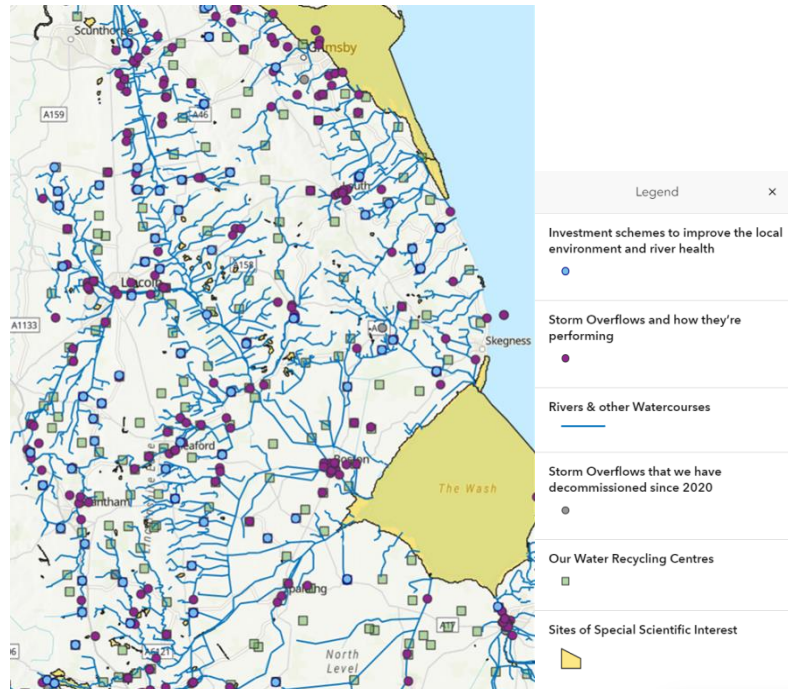 Scunthorpe
Grimsby
A159
A46
Louth
Lincoln
A158
A1133
Skegness
Sleaford
Boston
The Wash
Grantham
Spalding
A17
North
Level
Legend ×
Investment schemes to improve the local
environment and river health
Storm Overflows and how they're
performing
Rivers & other Watercourses
Storm Overflows that we have
decommissioned since 2020
Our Water Recycling Centres
Sites of Special Scientific Interest